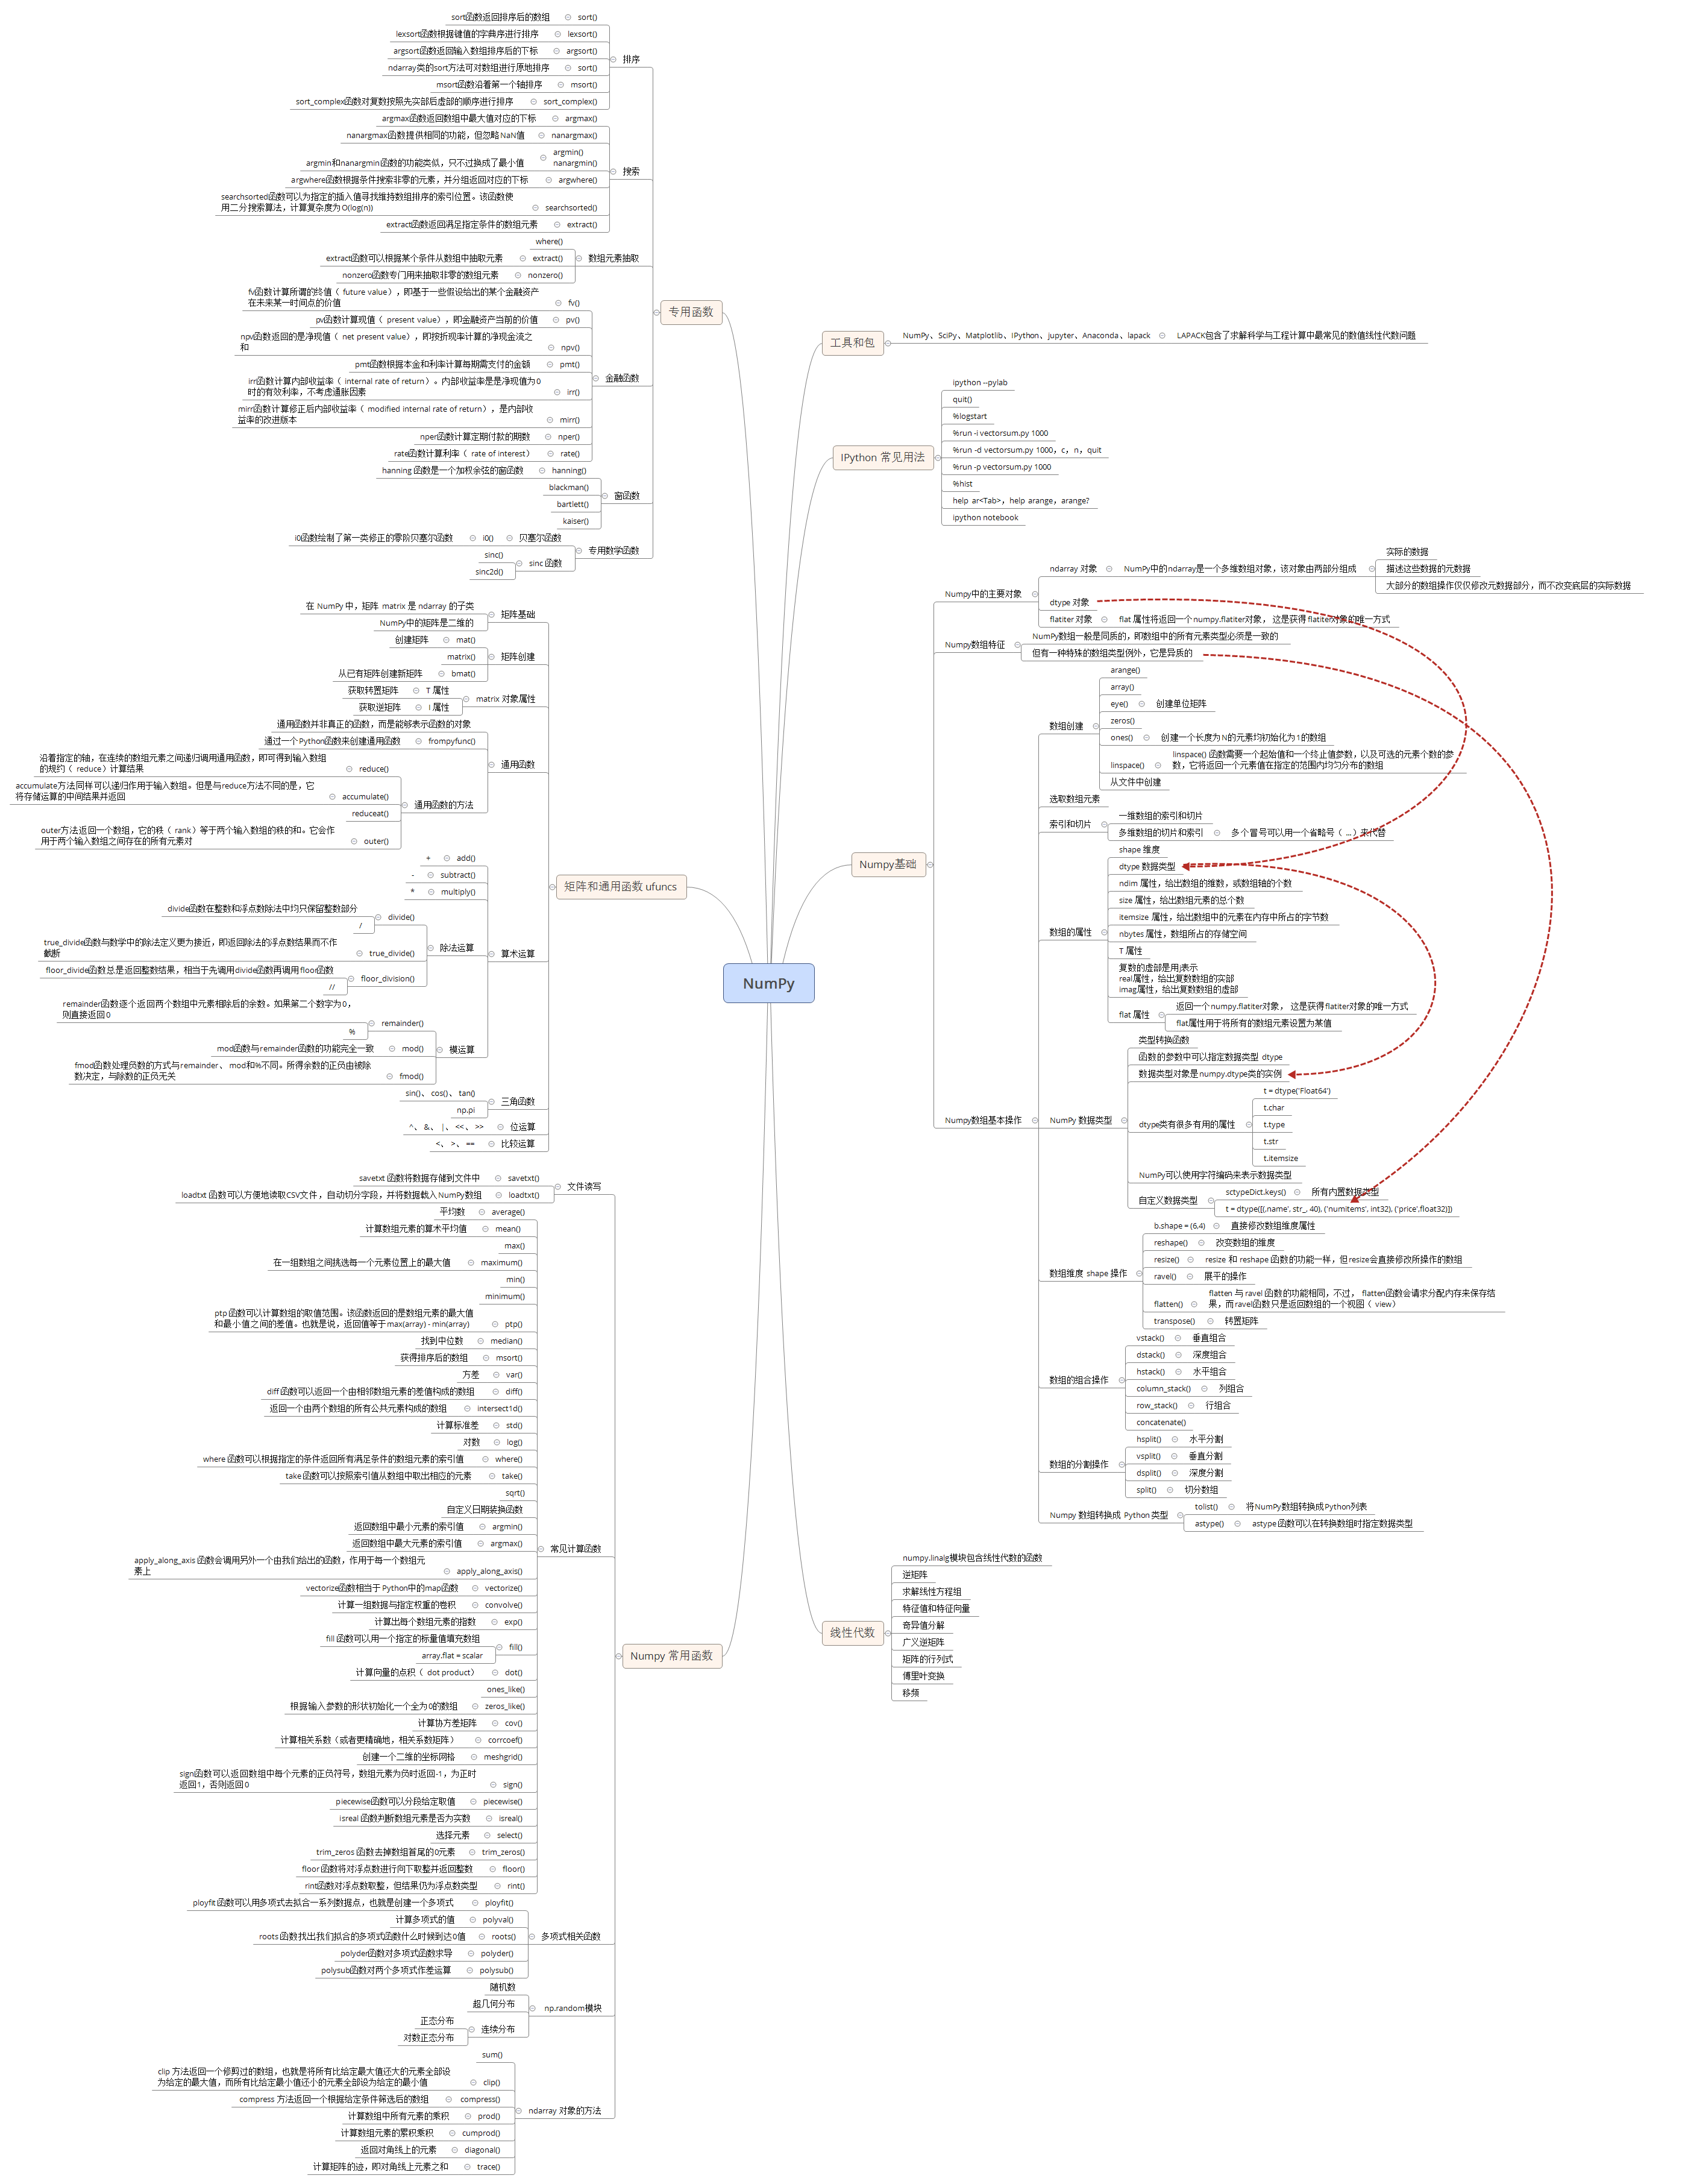 NumPy
专用函数
排序
sort函数返回排序后的数组 sort()
lexsort函数根据键值的字典序进行排序 lexsort()
argsort函数返回输入数组排序后的下标 argsort()
ndarray类的sort方法可对数组进行原地排序 sort()
msort函数沿着第一个轴排序 msort()
sort_complex函数对复数按照先实部后虚部的顺序进行排序 sort_complex()
搜索
argmax函数返回数组中最大值对应的下标 argmax()
nanargmax函数提供相同的功能，但忽略NaN值 nanargmax()
argmin和nanargmin函数的功能类似，只不过换成了最小值
argmin()
nanargmin()
argwhere函数根据条件搜索非零的元素，并分组返回对应的下标 argwhere()
searchsorted函数可以为指定的插入值寻找维持数组排序的索引位置。该函数使
用二分搜索算法，计算复杂度为O(log(n)) searchsorted()
extract函数返回满足指定条件的数组元素 extract()
数组元素抽取
where()
extract函数可以根据某个条件从数组中抽取元素 extract()
nonzero函数专门用来抽取非零的数组元素 nonzero()
金融函数
fv函数计算所谓的终值（ future value），即基于一些假设给出的某个金融资产
在未来某一时间点的价值 fv()
pv函数计算现值（ present value），即金融资产当前的价值 pv()
npv函数返回的是净现值（ net present value），即按折现率计算的净现金流之
和 npv()
pmt函数根据本金和利率计算每期需支付的金额 pmt()
irr函数计算内部收益率（ internal rate of return）。内部收益率是是净现值为0
时的有效利率，不考虑通胀因素 irr()
mirr函数计算修正后内部收益率（ modified internal rate of return），是内部收
益率的改进版本 mirr()
nper函数计算定期付款的期数 nper()
rate函数计算利率（ rate of interest） rate()
窗函数
hanning 函数是一个加权余弦的窗函数 hanning()
blackman()
bartlett()
kaiser()
专用数学函数
i0函数绘制了第一类修正的零阶贝塞尔函数 i0() 贝塞尔函数
sinc 函数
sinc()
sinc2d()
矩阵和通用函数 ufuncs
矩阵基础
在 NumPy 中，矩阵 matrix 是 ndarray 的子类
NumPy中的矩阵是二维的
矩阵创建
创建矩阵 mat()
matrix()
从已有矩阵创建新矩阵 bmat()
matrix 对象属性
获取转置矩阵 T 属性
获取逆矩阵 I 属性
通用函数
通用函数并非真正的函数，而是能够表示函数的对象
通过一个Python函数来创建通用函数 frompyfunc()
通用函数的方法
沿着指定的轴，在连续的数组元素之间递归调用通用函数，即可得到输入数组
的规约（ reduce）计算结果 reduce()
accumulate方法同样可以递归作用于输入数组。但是与reduce方法不同的是，它
将存储运算的中间结果并返回 accumulate()
reduceat()
outer方法返回一个数组，它的秩（ rank）等于两个输入数组的秩的和。它会作
用于两个输入数组之间存在的所有元素对 outer()
算术运算
+ add()
- subtract()
* multiply()
除法运算
divide函数在整数和浮点数除法中均只保留整数部分
/
divide()
true_divide函数与数学中的除法定义更为接近，即返回除法的浮点数结果而不作
截断 true_divide()
floor_divide函数总是返回整数结果，相当于先调用divide函数再调用floor函数
//
floor_division()
模运算
remainder函数逐个返回两个数组中元素相除后的余数。如果第二个数字为0，
则直接返回0
%
remainder()
mod函数与remainder函数的功能完全一致 mod()
fmod函数处理负数的方式与remainder、 mod和%不同。所得余数的正负由被除
数决定，与除数的正负无关 fmod()
三角函数
sin()、 cos()、 tan()
np.pi
^、 &、 |、 <<、 >> 位运算
<、 >、 == 比较运算
Numpy 常用函数
文件读写
savetxt 函数将数据存储到文件中 savetxt()
loadtxt 函数可以方便地读取CSV文件，自动切分字段，并将数据载入NumPy数组 loadtxt()
常见计算函数
平均数 average()
计算数组元素的算术平均值 mean()
max()
在一组数组之间挑选每一个元素位置上的最大值 maximum()
min()
minimum()
ptp 函数可以计算数组的取值范围。该函数返回的是数组元素的最大值
和最小值之间的差值。也就是说，返回值等于max(array) - min(array) ptp()
找到中位数 median()
获得排序后的数组 msort()
方差 var()
diff 函数可以返回一个由相邻数组元素的差值构成的数组 diff()
返回一个由两个数组的所有公共元素构成的数组 intersect1d()
计算标准差 std()
对数 log()
where 函数可以根据指定的条件返回所有满足条件的数组元素的索引值 where()
take 函数可以按照索引值从数组中取出相应的元素 take()
sqrt()
自定义日期装换函数
返回数组中最小元素的索引值 argmin()
返回数组中最大元素的索引值 argmax()
apply_along_axis 函数会调用另外一个由我们给出的函数，作用于每一个数组元
素上 apply_along_axis()
vectorize函数相当于 Python中的map函数 vectorize()
计算一组数据与指定权重的卷积 convolve()
计算出每个数组元素的指数 exp()
fill 函数可以用一个指定的标量值填充数组
array.flat = scalar
fill()
计算向量的点积（ dot product） dot()
ones_like()
根据输入参数的形状初始化一个全为0的数组 zeros_like()
计算协方差矩阵 cov()
计算相关系数（或者更精确地，相关系数矩阵） corrcoef()
创建一个二维的坐标网格 meshgrid()
sign函数可以返回数组中每个元素的正负符号，数组元素为负时返回-1，为正时
返回1，否则返回0 sign()
piecewise函数可以分段给定取值 piecewise()
isreal 函数判断数组元素是否为实数 isreal()
选择元素 select()
trim_zeros 函数去掉数组首尾的0元素 trim_zeros()
floor 函数将对浮点数进行向下取整并返回整数 floor()
rint函数对浮点数取整，但结果仍为浮点数类型 rint()
多项式相关函数
ployfit 函数可以用多项式去拟合一系列数据点，也就是创建一个多项式 ployfit()
计算多项式的值 polyval()
roots 函数找出我们拟合的多项式函数什么时候到达0值 roots()
polyder函数对多项式函数求导 polyder()
polysub函数对两个多项式作差运算 polysub()
np.random模块
随机数
超几何分布
连续分布
正态分布
对数正态分布
ndarray 对象的方法
sum()
clip 方法返回一个修剪过的数组，也就是将所有比给定最大值还大的元素全部设
为给定的最大值，而所有比给定最小值还小的元素全部设为给定的最小值 clip()
compress 方法返回一个根据给定条件筛选后的数组 compress()
计算数组中所有元素的乘积 prod()
计算数组元素的累积乘积 cumprod()
返回对角线上的元素 diagonal()
计算矩阵的迹，即对角线上元素之和 trace()
工具和包
NumPy、SciPy、Matplotlib、IPython、jupyter、Anaconda、lapack LAPACK包含了求解科学与工程计算中最常见的数值线性代数问题
IPython 常见用法
ipython --pylab
quit()
%logstart
%run -i vectorsum.py 1000
%run -d vectorsum.py 1000，c，n，quit
%run -p vectorsum.py 1000
%hist
help ar<Tab>，help arange，arange?
ipython notebook
Numpy基础
Numpy中的主要对象
ndarray 对象 NumPy中的ndarray是一个多维数组对象，该对象由两部分组成
实际的数据
描述这些数据的元数据
大部分的数组操作仅仅修改元数据部分，而不改变底层的实际数据
dtype 对象
flatiter 对象 flat 属性将返回一个 numpy.flatiter对象， 这是获得 flatiter对象的唯一方式
Numpy数组特征
NumPy数组一般是同质的，即数组中的所有元素类型必须是一致的
但有一种特殊的数组类型例外，它是异质的
Numpy数组基本操作
数组创建
arange()
array()
eye() 创建单位矩阵
zeros()
ones() 创建一个长度为N的元素均初始化为1的数组
linspace() linspace() 函数需要一个起始值和一个终止值参数，以及可选的元素个数的参
数，它将返回一个元素值在指定的范围内均匀分布的数组
从文件中创建
选取数组元素
索引和切片
一维数组的索引和切片
多维数组的切片和索引 多个冒号可以用一个省略号（ ...）来代替
数组的属性
shape 维度
dtype 数据类型
ndim 属性，给出数组的维数，或数组轴的个数
size 属性，给出数组元素的总个数
itemsize 属性，给出数组中的元素在内存中所占的字节数
nbytes 属性，数组所占的存储空间
T 属性
复数的虚部是用j表示
real属性，给出复数数组的实部
imag属性，给出复数数组的虚部
flat 属性
返回一个 numpy.flatiter对象， 这是获得 flatiter对象的唯一方式
flat属性用于将所有的数组元素设置为某值
NumPy 数据类型
类型转换函数
函数的参数中可以指定数据类型 dtype
数据类型对象是numpy.dtype类的实例
dtype类有很多有用的属性
t = dtype('Float64')
t.char
t.type
t.str
t.itemsize
NumPy可以使用字符编码来表示数据类型
自定义数据类型
sctypeDict.keys() 所有内置数据类型
t = dtype([(,name', str_, 40), ('numitems', int32), ('price',float32)])
数组维度 shape 操作
b.shape = (6,4) 直接修改数组维度属性
reshape() 改变数组的维度
resize() resize 和 reshape 函数的功能一样，但resize会直接修改所操作的数组
ravel() 展平的操作
flatten() flatten 与 ravel 函数的功能相同，不过， flatten函数会请求分配内存来保存结
果，而ravel函数只是返回数组的一个视图（ view）
transpose() 转置矩阵
数组的组合操作
vstack() 垂直组合
dstack() 深度组合
hstack() 水平组合
column_stack() 列组合
row_stack() 行组合
concatenate()
数组的分割操作
hsplit() 水平分割
vsplit() 垂直分割
dsplit() 深度分割
split() 切分数组
Numpy 数组转换成 Python 类型
tolist() 将NumPy数组转换成Python列表
astype() astype 函数可以在转换数组时指定数据类型
线性代数
numpy.linalg模块包含线性代数的函数
逆矩阵
求解线性方程组
特征值和特征向量
奇异值分解
广义逆矩阵
矩阵的行列式
傅里叶变换
移频